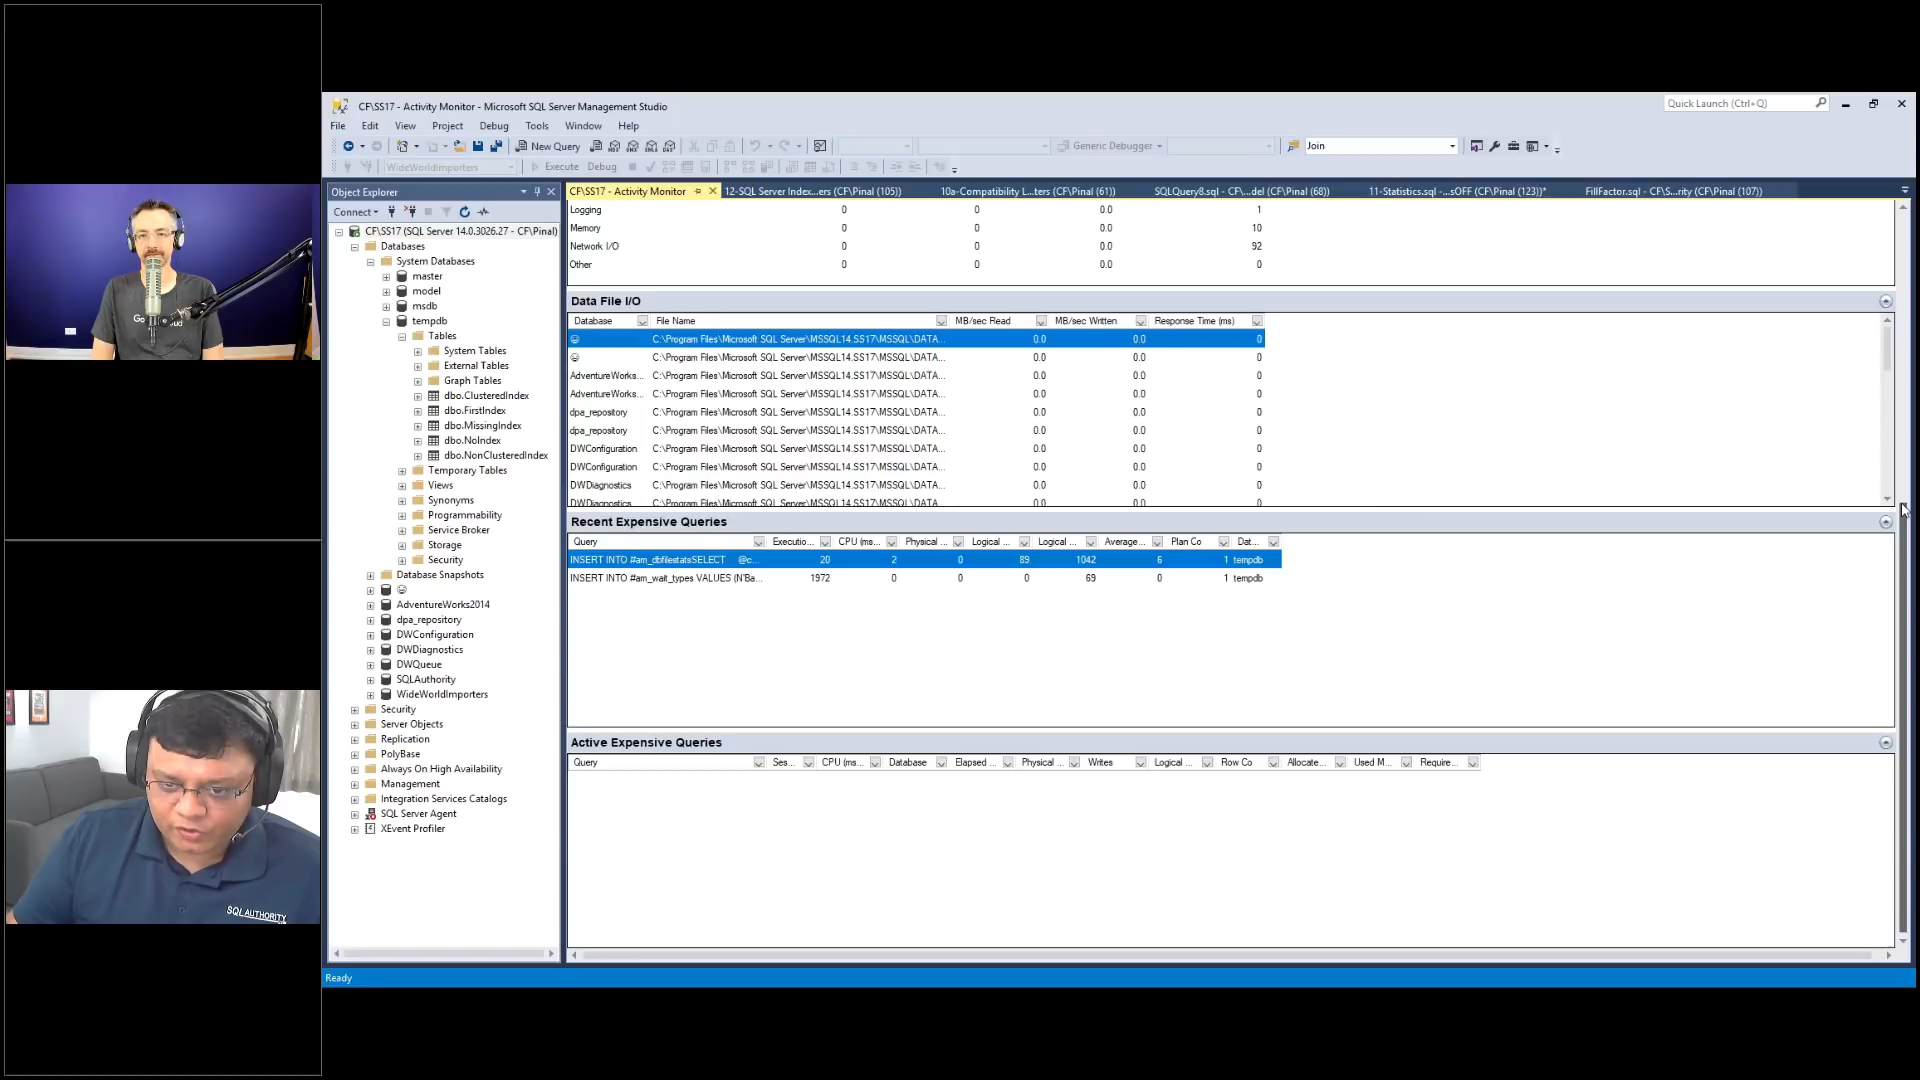 CF\SS17 - Activity Monitor - Microsoft SQL Server Management Studio
Quick Launch (Ctrl+Q)
File Edit View Project Debug Tools Window Help
New Query
Generic Debugger
Join
WideWorldImporters
Execute Debug
Object Explorer
CF\SS17 - Activity Monitor
12-SQL Server Index...ers (CF\Pinal (105))
10a-Compatibility L...ters (CF\Pinal (61))
SQLQuery8.sql - CF\...del (CF\Pinal (68))
11-Statistics.sql -...sOFF (CF\Pinal (123))*
FillFactor.sql - CF\S...rity (CF\Pinal (107))
Connect
CF\SS17 (SQL Server 14.0.3026.27 - CF\Pinal)
Databases
System Databases
master
model
msdb
tempdb
Tables
System Tables
External Tables
Graph Tables
dbo.ClusteredIndex
dbo.FirstIndex
dbo.MissingIndex
dbo.NoIndex
dbo.NonClusteredIndex
Temporary Tables
Views
Synonyms
Programmability
Service Broker
Storage
Security
Database Snapshots
AdventureWorks2014
dpa_repository
DWConfiguration
DWDiagnostics
DWQueue
SQLAuthority
WideWorldImporters
Security
Server Objects
Replication
PolyBase
Always On High Availability
Management
Integration Services Catalogs
SQL Server Agent
XEvent Profiler
Logging 0 0 0.0 1
Memory 0 0 0.0 10
Network I/O 0 0 0.0 92
Other 0 0 0.0 0
Data File I/O
Database File Name MB/sec Read MB/sec Written Response Time (ms)
C:\Program Files\Microsoft SQL Server\MSSQL14.SS17\MSSQL\DATA... 0.0 0.0 0
C:\Program Files\Microsoft SQL Server\MSSQL14.SS17\MSSQL\DATA... 0.0 0.0 0
AdventureWorks... C:\Program Files\Microsoft SQL Server\MSSQL14.SS17\MSSQL\DATA... 0.0 0.0 0
AdventureWorks... C:\Program Files\Microsoft SQL Server\MSSQL14.SS17\MSSQL\DATA... 0.0 0.0 0
dpa_repository C:\Program Files\Microsoft SQL Server\MSSQL14.SS17\MSSQL\DATA... 0.0 0.0 0
dpa_repository C:\Program Files\Microsoft SQL Server\MSSQL14.SS17\MSSQL\DATA... 0.0 0.0 0
DWConfiguration C:\Program Files\Microsoft SQL Server\MSSQL14.SS17\MSSQL\DATA... 0.0 0.0 0
DWConfiguration C:\Program Files\Microsoft SQL Server\MSSQL14.SS17\MSSQL\DATA... 0.0 0.0 0
DWDiagnostics C:\Program Files\Microsoft SQL Server\MSSQL14.SS17\MSSQL\DATA... 0.0 0.0 0
DWDiagnostics C:\Program Files\Microsoft SQL Server\MSSQL14.SS17\MSSQL\DATA... 0.0 0.0 0
Recent Expensive Queries
Query Executio... CPU (ms... Physical ... Logical ... Logical ... Average... Plan Co Dat...
INSERT INTO #am_dbfilestatsSELECT @c... 20 2 0 89 1042 6 1 tempdb
INSERT INTO #am_wait_types VALUES (N'Ba... 1972 0 0 0 69 0 1 tempdb
Active Expensive Queries
Query Ses... CPU (ms... Database Elapsed ... Physical ... Writes Logical ... Row Co Allocate... Used M... Require...
Ready
SQLAUTHORITY